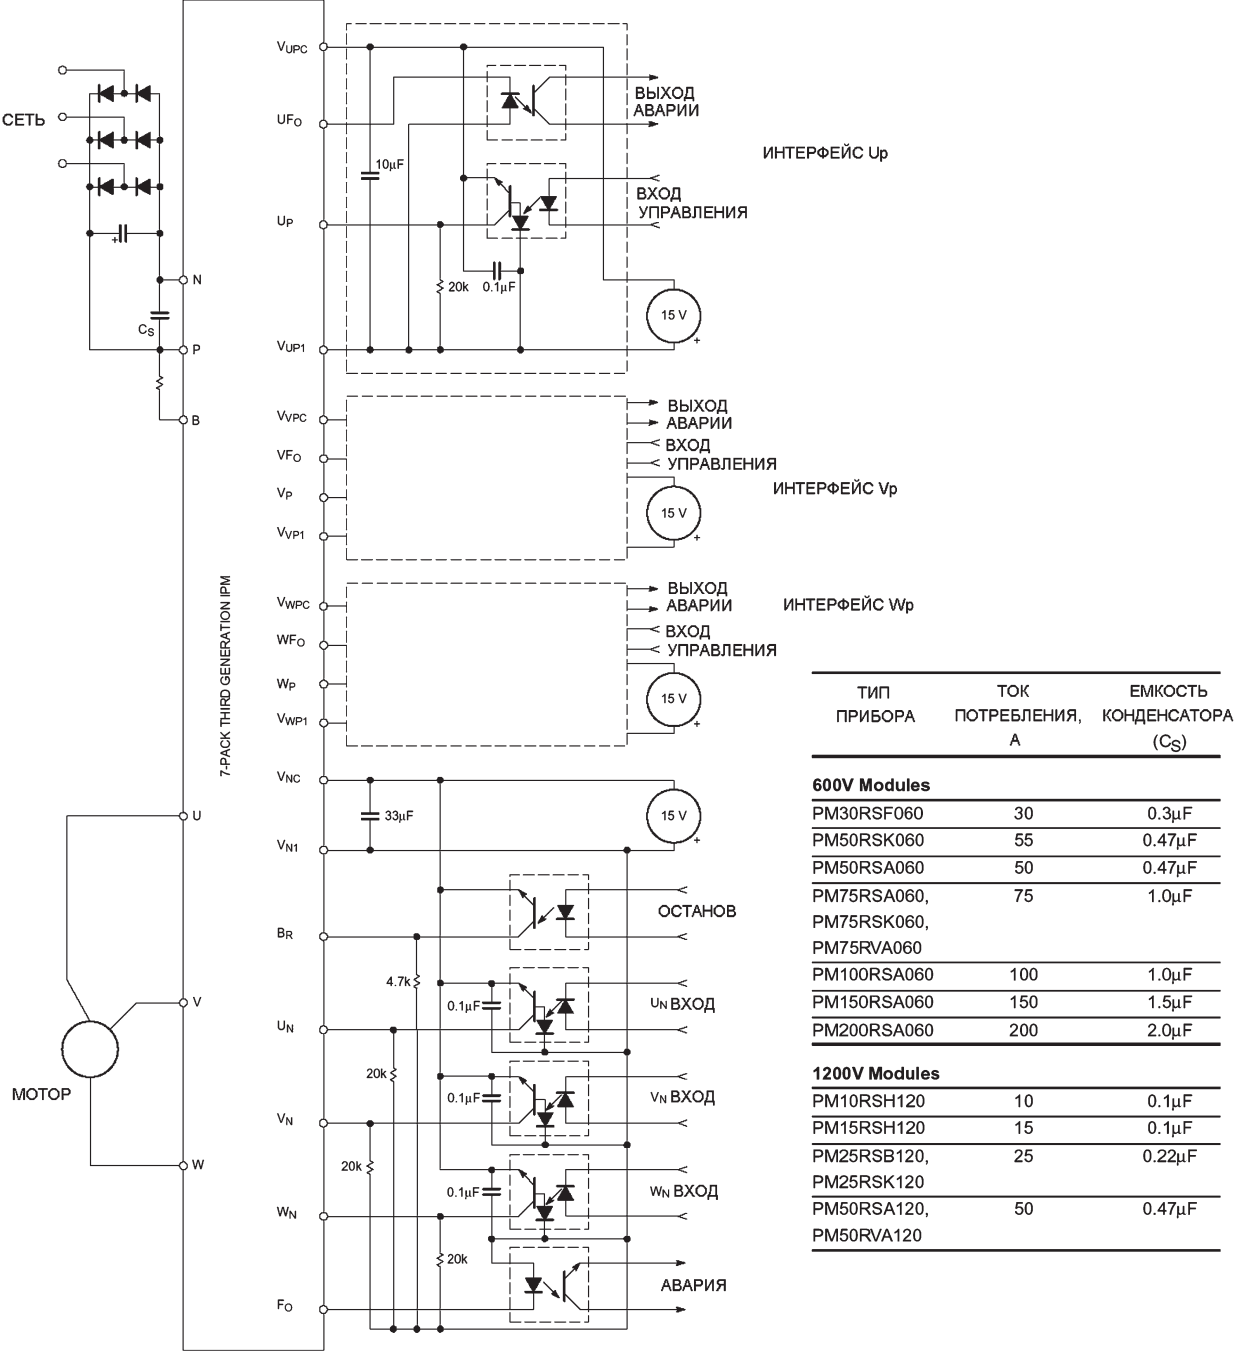 СЕТЬ
+
N
CS
P
B
U
V
МОТОР
W
7-PACK THIRD GENERATION IPM
VUPC
UFO
UP
VUP1
10µF
20k
0.1µF
15 V
+
ВЫХОД
АВАРИИ
ВХОД
УПРАВЛЕНИЯ
ИНТЕРФЕЙС Up
VVPC
VFO
VP
VVP1
ВЫХОД
АВАРИИ
ВХОД
УПРАВЛЕНИЯ
15 V
+
ИНТЕРФЕЙС Vp
VWPC
WFO
WP
VWP1
ВЫХОД
АВАРИИ
ВХОД
УПРАВЛЕНИЯ
15 V
+
ИНТЕРФЕЙС Wp
VNC
33µF
15 V
+
VN1
ОСТАНОВ
BR
4.7k
0.1µF
UN ВХОД
UN
20k
0.1µF
VN ВХОД
VN
20k
0.1µF
WN ВХОД
WN
20k
АВАРИЯ
FO
ТИП ПРИБОРА
ТОК ПОТРЕБЛЕНИЯ, А
ЕМКОСТЬ КОНДЕНСАТОРА (CS)
600V Modules
PM30RSF060 30 0.3µF
PM50RSK060 55 0.47µF
PM50RSA060 50 0.47µF
PM75RSA060, 75 1.0µF
PM75RSK060,
PM75RVA060
PM100RSA060 100 1.0µF
PM150RSA060 150 1.5µF
PM200RSA060 200 2.0µF
1200V Modules
PM10RSH120 10 0.1µF
PM15RSH120 15 0.1µF
PM25RSB120, 25 0.22µF
PM25RSK120
PM50RSA120, 50 0.47µF
PM50RVA120